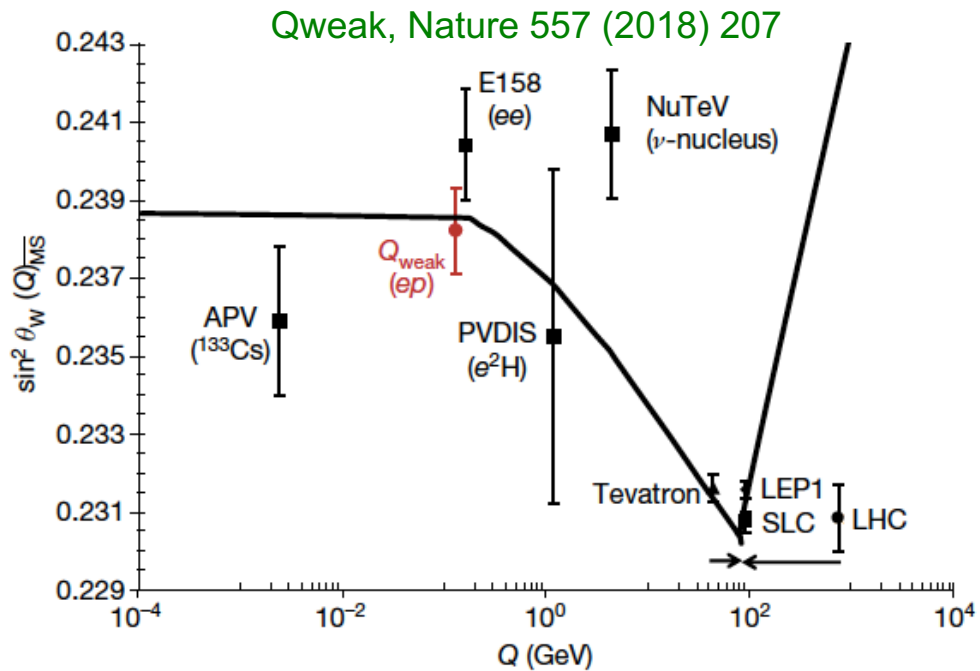 Qweak, Nature 557 (2018) 207
0.243
0.241
0.239
0.237
0.235
0.233
0.231
0.229
sin² θ_W (Q)_MS̅
E158
(ee)
NuTeV
(ν-nucleus)
Q_weak
(ep)
APV
(¹³³Cs)
PVDIS
(e²H)
Tevatron
LEP1
SLC
LHC
10⁻⁴
10⁻²
10⁰
10²
10⁴
Q (GeV)